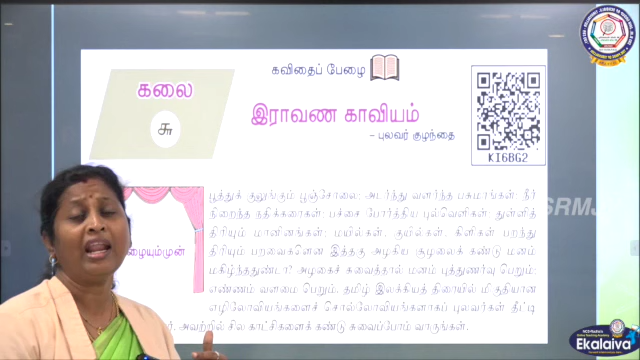 கவிதைப் பேழை
கலை
சு
இராவண காவியம்
- புலவர் குழந்தை
KI6BG2
பூத்துக் குலுங்கும் பூஞ்சோலை; அடர்ந்து வளர்ந்த பசுமரங்கள்; நீர்
நிறைந்த நதிக்கரைகள்; பச்சை போர்த்திய புல்வெளிகள்; துள்ளித்
திரியும் மானினங்கள்; மயில்கள், குயில்கள், கிளிகள் பறந்து
திரியும் பறவைகளென இத்தகு அழகிய சூழலைக் கண்டு மனம்
ழையும்முன்
மகிழ்ந்ததுண்டா? அழகைச் சுவைத்தால் மனம் புத்துணர்வு பெறும்;
எண்ணம் வளமை பெறும். தமிழ் இலக்கியத் திரையில்
எழிலோவியங்களைச் சொல்லோவியங்களாகப் புலவர்கள் தீட்டி
அவற்றில் சில காட்சிகளைக் கண்டு சுவைப்போம் வாருங்கள்.
SRMJ
Ekalaiva